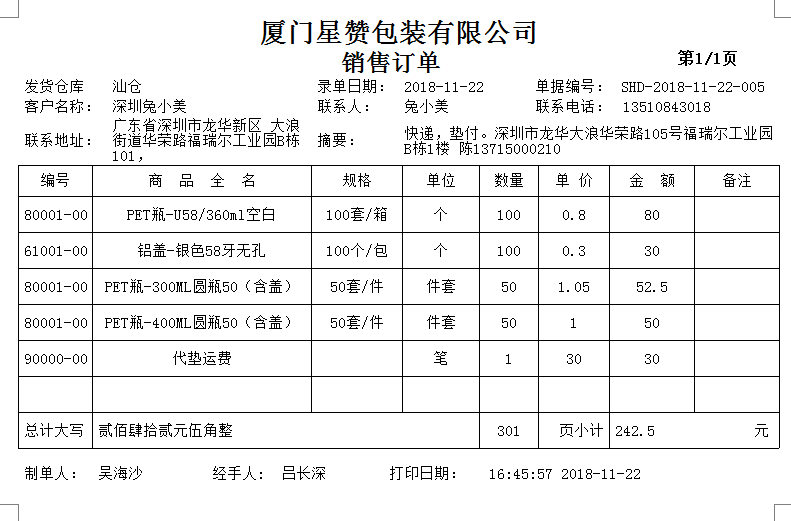 厦门星赞包装有限公司
销售订单
第1/1页
发货仓库 汕仓 录单日期： 2018-11-22 单据编号： SHD-2018-11-22-005
客户名称： 深圳兔小美 联系人： 兔小美 联系电话： 13510843018
联系地址： 广东省深圳市龙华新区 大浪
街道华荣路福瑞尔工业园B栋
101，
摘要： 快递，垫付。深圳市龙华大浪华荣路105号福瑞尔工业园
B栋1楼 陈13715000210
编号 商 品 全 名 规格 单位 数量 单 价 金 额 备注
80001-00 PET瓶-U58/360ml空白 100套/箱 个 100 0.8 80
61001-00 铝盖-银色58牙无孔 100个/包 个 100 0.3 30
80001-00 PET瓶-300ML圆瓶50（含盖） 50套/件 件套 50 1.05 52.5
80001-00 PET瓶-400ML圆瓶50（含盖） 50套/件 件套 50 1 50
90000-00 代垫运费 笔 1 30 30
总计大写 贰佰肆拾贰元伍角整 301 页小计 242.5 元
制单人： 吴海沙 经手人： 吕长深 打印日期： 16:45:57 2018-11-22